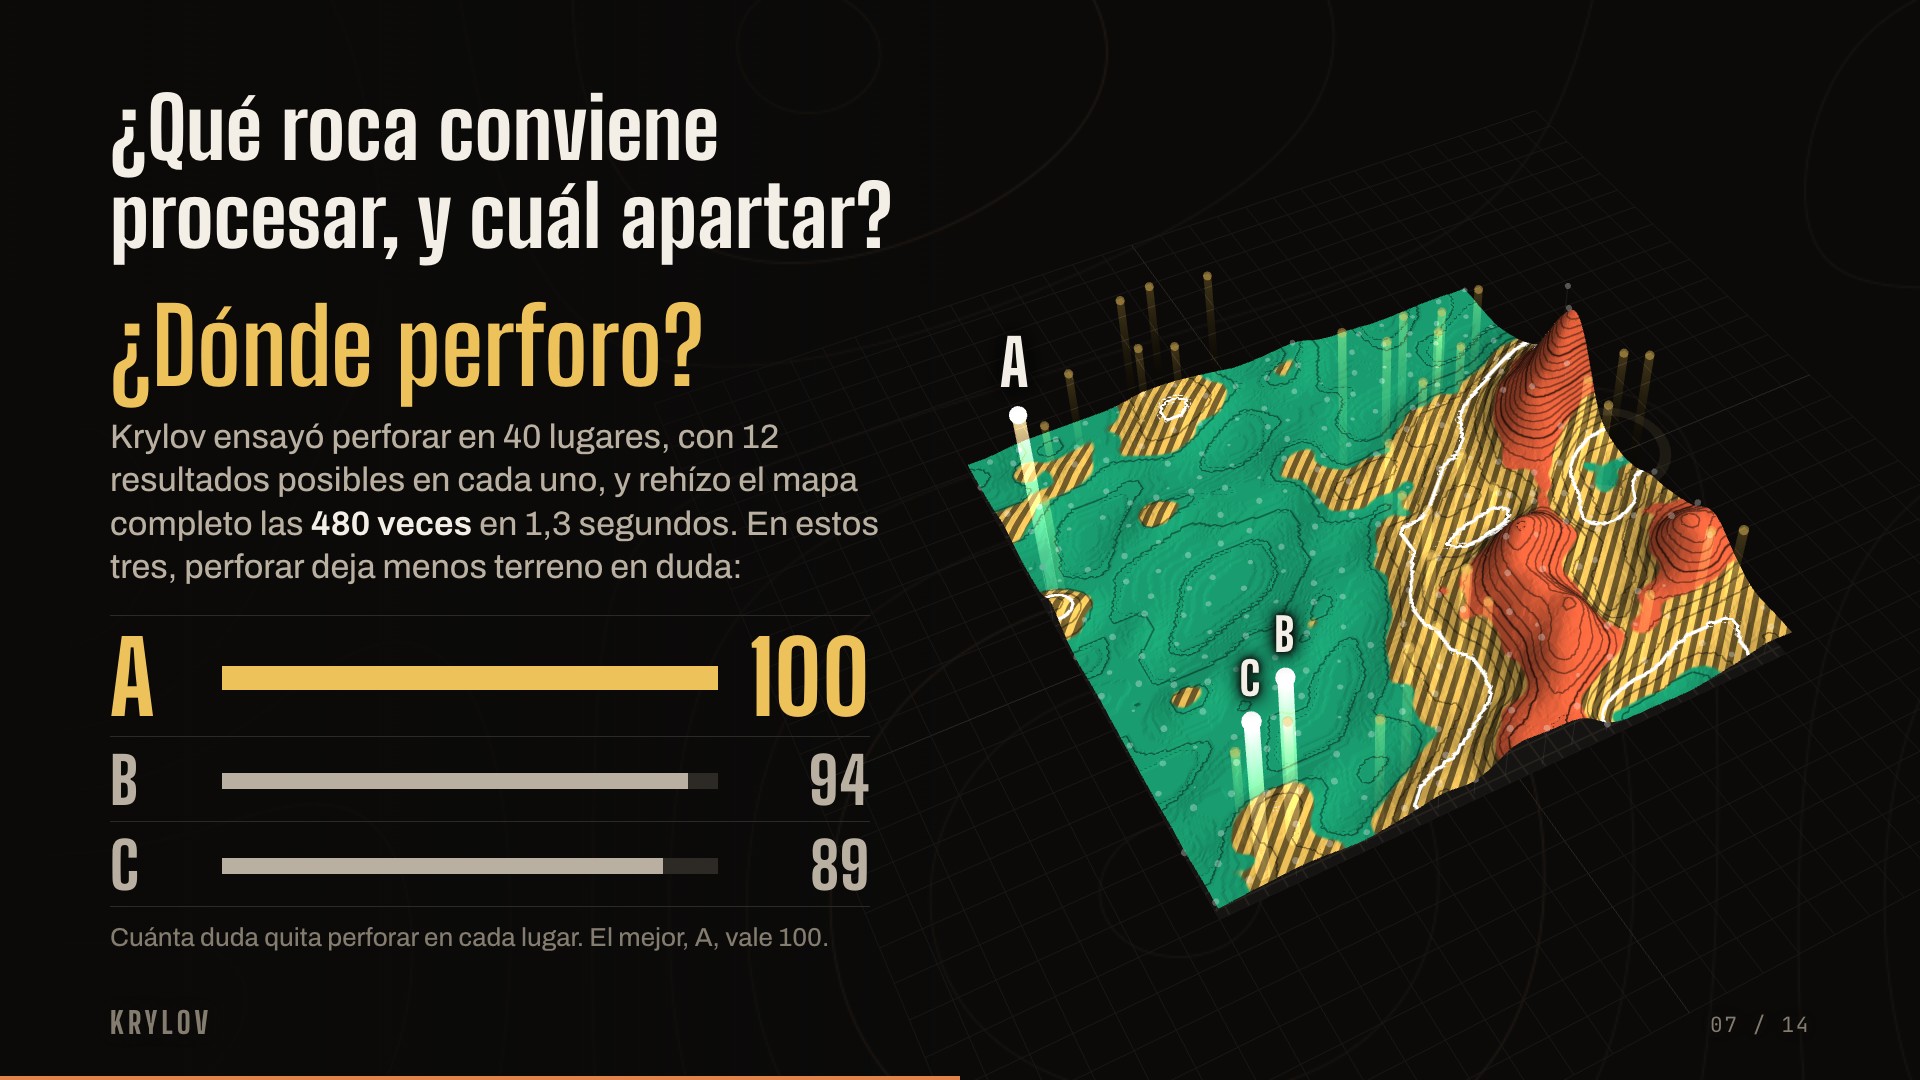 ¿Qué roca conviene
procesar, y cuál apartar?
¿Dónde perforo?
Krylov ensayó perforar en 40 lugares, con 12
resultados posibles en cada uno, y rehízo el mapa
completo las 480 veces en 1,3 segundos. En estos
tres, perforar deja menos terreno en duda:
A 100
B 94
C 89
Cuánta duda quita perforar en cada lugar. El mejor, A, vale 100.
A
B
C
KRYLOV
07 / 14